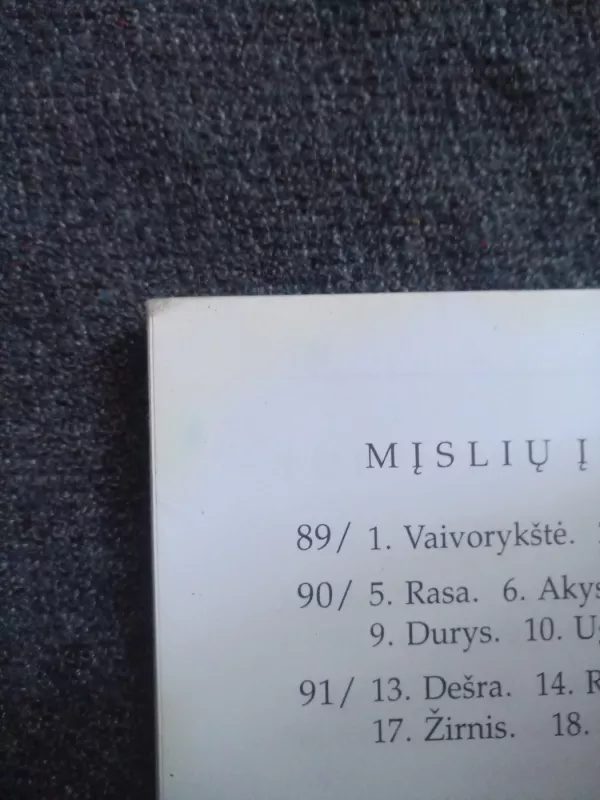 MĮSLIŲ Į
89/ 1. Vaivorykštė.
90/ 5. Rasa. 6. Akys
9. Durys. 10. Ug
91/ 13. Dešra. 14. R
17. Žirnis. 18.